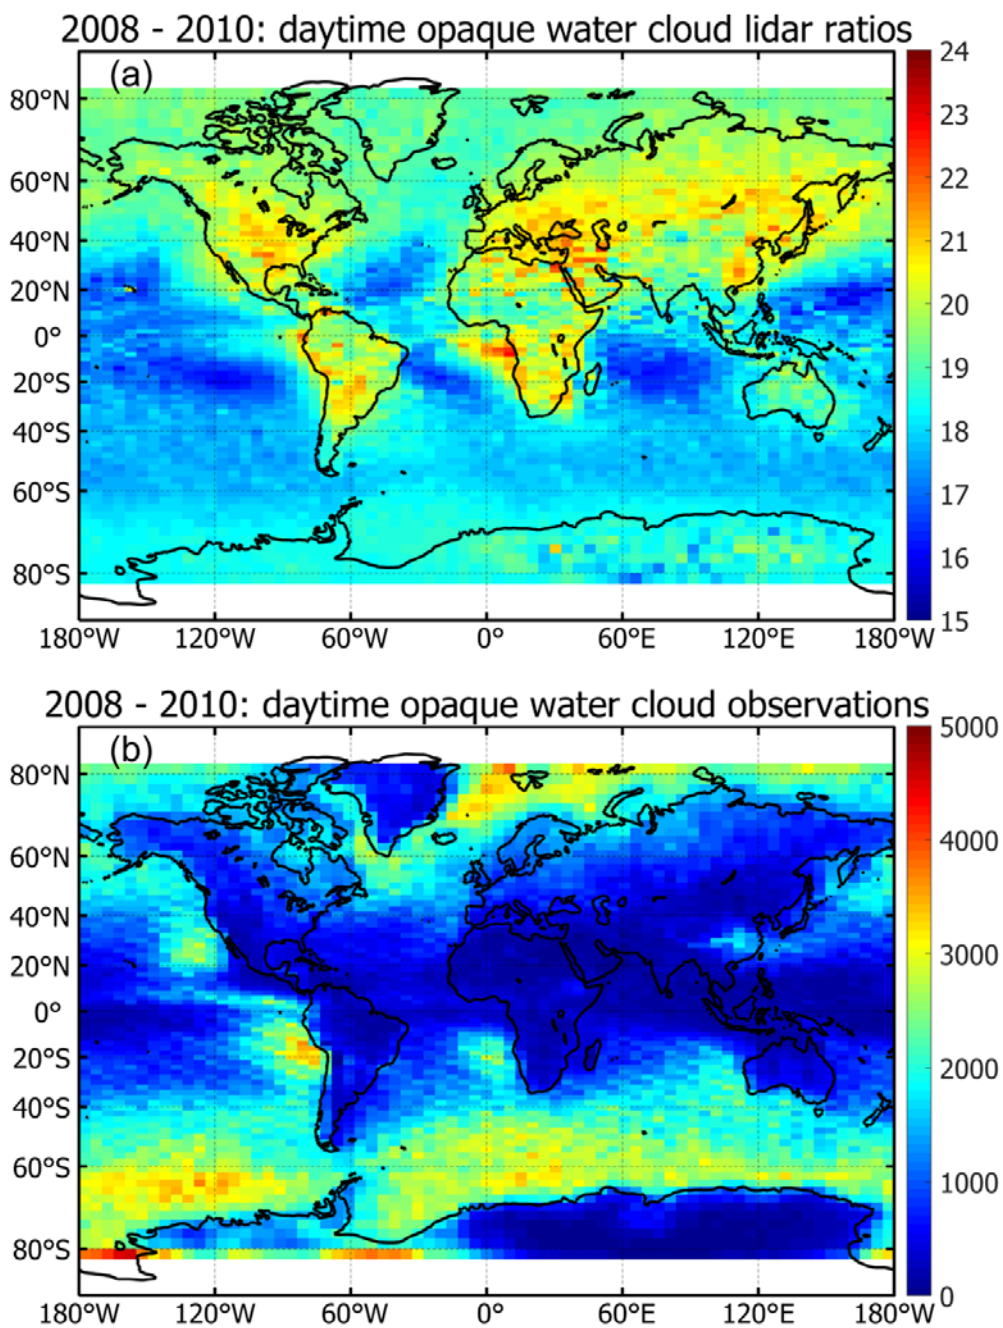 2008 - 2010: daytime opaque water cloud lidar ratios
(a)
80°N
60°N
40°N
20°N
0°
20°S
40°S
60°S
80°S
180°W 120°W 60°W 0° 60°E 120°E 180°W
24
23
22
21
20
19
18
17
16
15
2008 - 2010: daytime opaque water cloud observations
(b)
80°N
60°N
40°N
20°N
0°
20°S
40°S
60°S
80°S
180°W 120°W 60°W 0° 60°E 120°E 180°W
5000
4000
3000
2000
1000
0